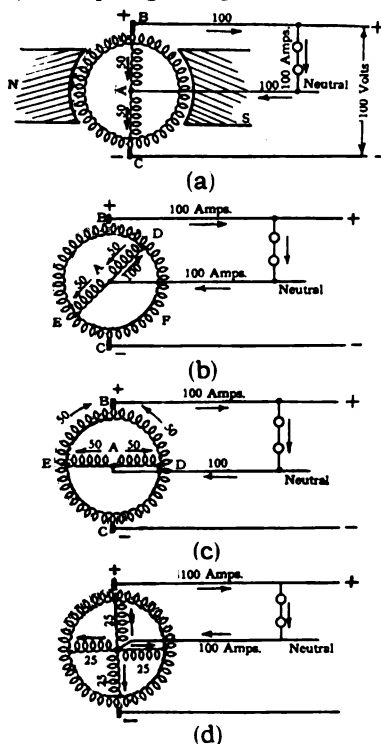 +
B
100
+
N
50
A
50
100 Amps.
100
Neutral
S
100 Volts
C
−
−
(a)
+
B
100 Amps.
+
50
D
A
50
100
100 Amps.
E
F
Neutral
C
−
−
(b)
+
B
100 Amps.
+
50
50
50
A
50
E
D
100
Neutral
C
−
−
(c)
+
100 Amps.
+
25
25
25
25
100 Amps.
Neutral
−
−
(d)